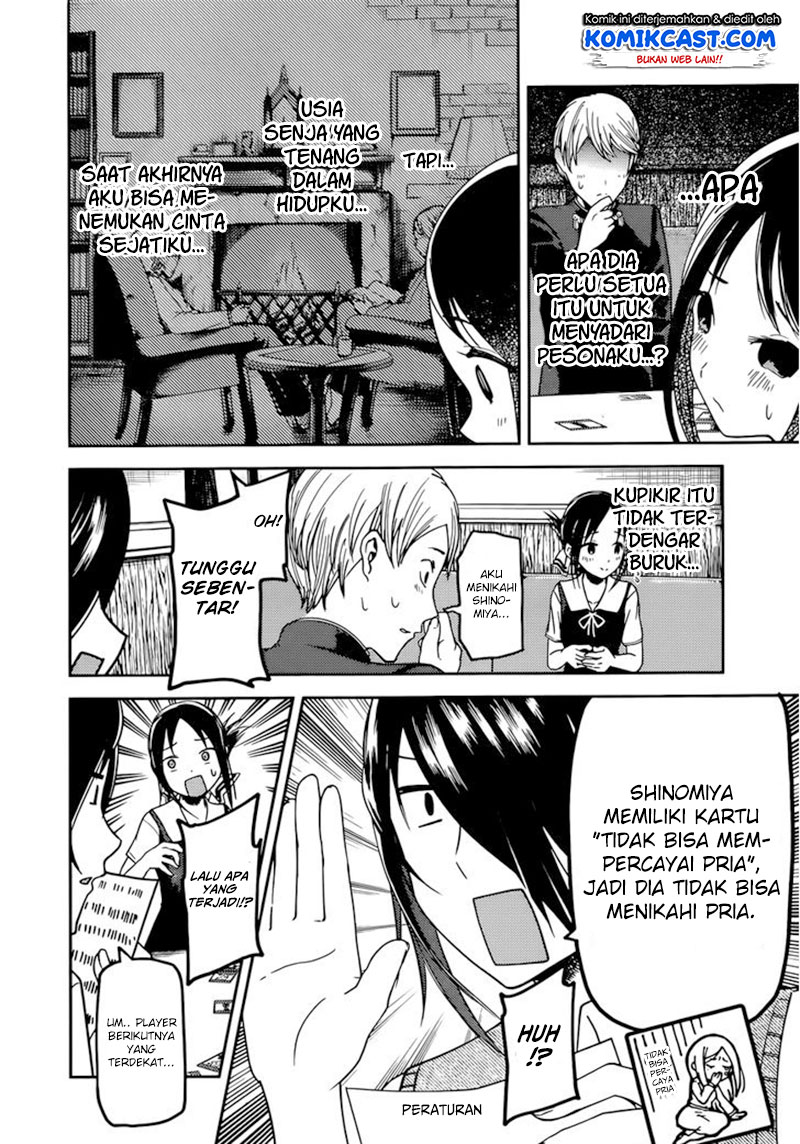 Komik ini diterjemahkan & diedit oleh
KOMIKCAST.COM
BUKAN WEB LAIN!!
...APA
APA DIA
PERLU SETUA
ITU UNTUK
MENYADARI
PESONAKU...?
TAPI...
USIA
SENJA YANG
TENANG
DALAM
HIDUPKU...
SAAT AKHIRNYA
AKU BISA ME-
NEMUKAN CINTA
SEJATIKU...
KUPIKIR ITU
TIDAK TER-
DENGAR
BURUK...
AKU
MENIKAHI
SHINO-
MIYA
OH!
TUNGGU
SEBEN-
TAR!
SHINOMIYA
MEMILIKI KARTU
"TIDAK BISA MEM-
PERCAYAI PRIA",
JADI DIA TIDAK BISA
MENIKAHI PRIA.
TIDAK
BISA
PER-
CAYA
PRIA
HUH
!?
PERATURAN
LALU APA
YANG
TERJADI!?
UM.. PLAYER
BERIKUTNYA
YANG
TERDEKAT...